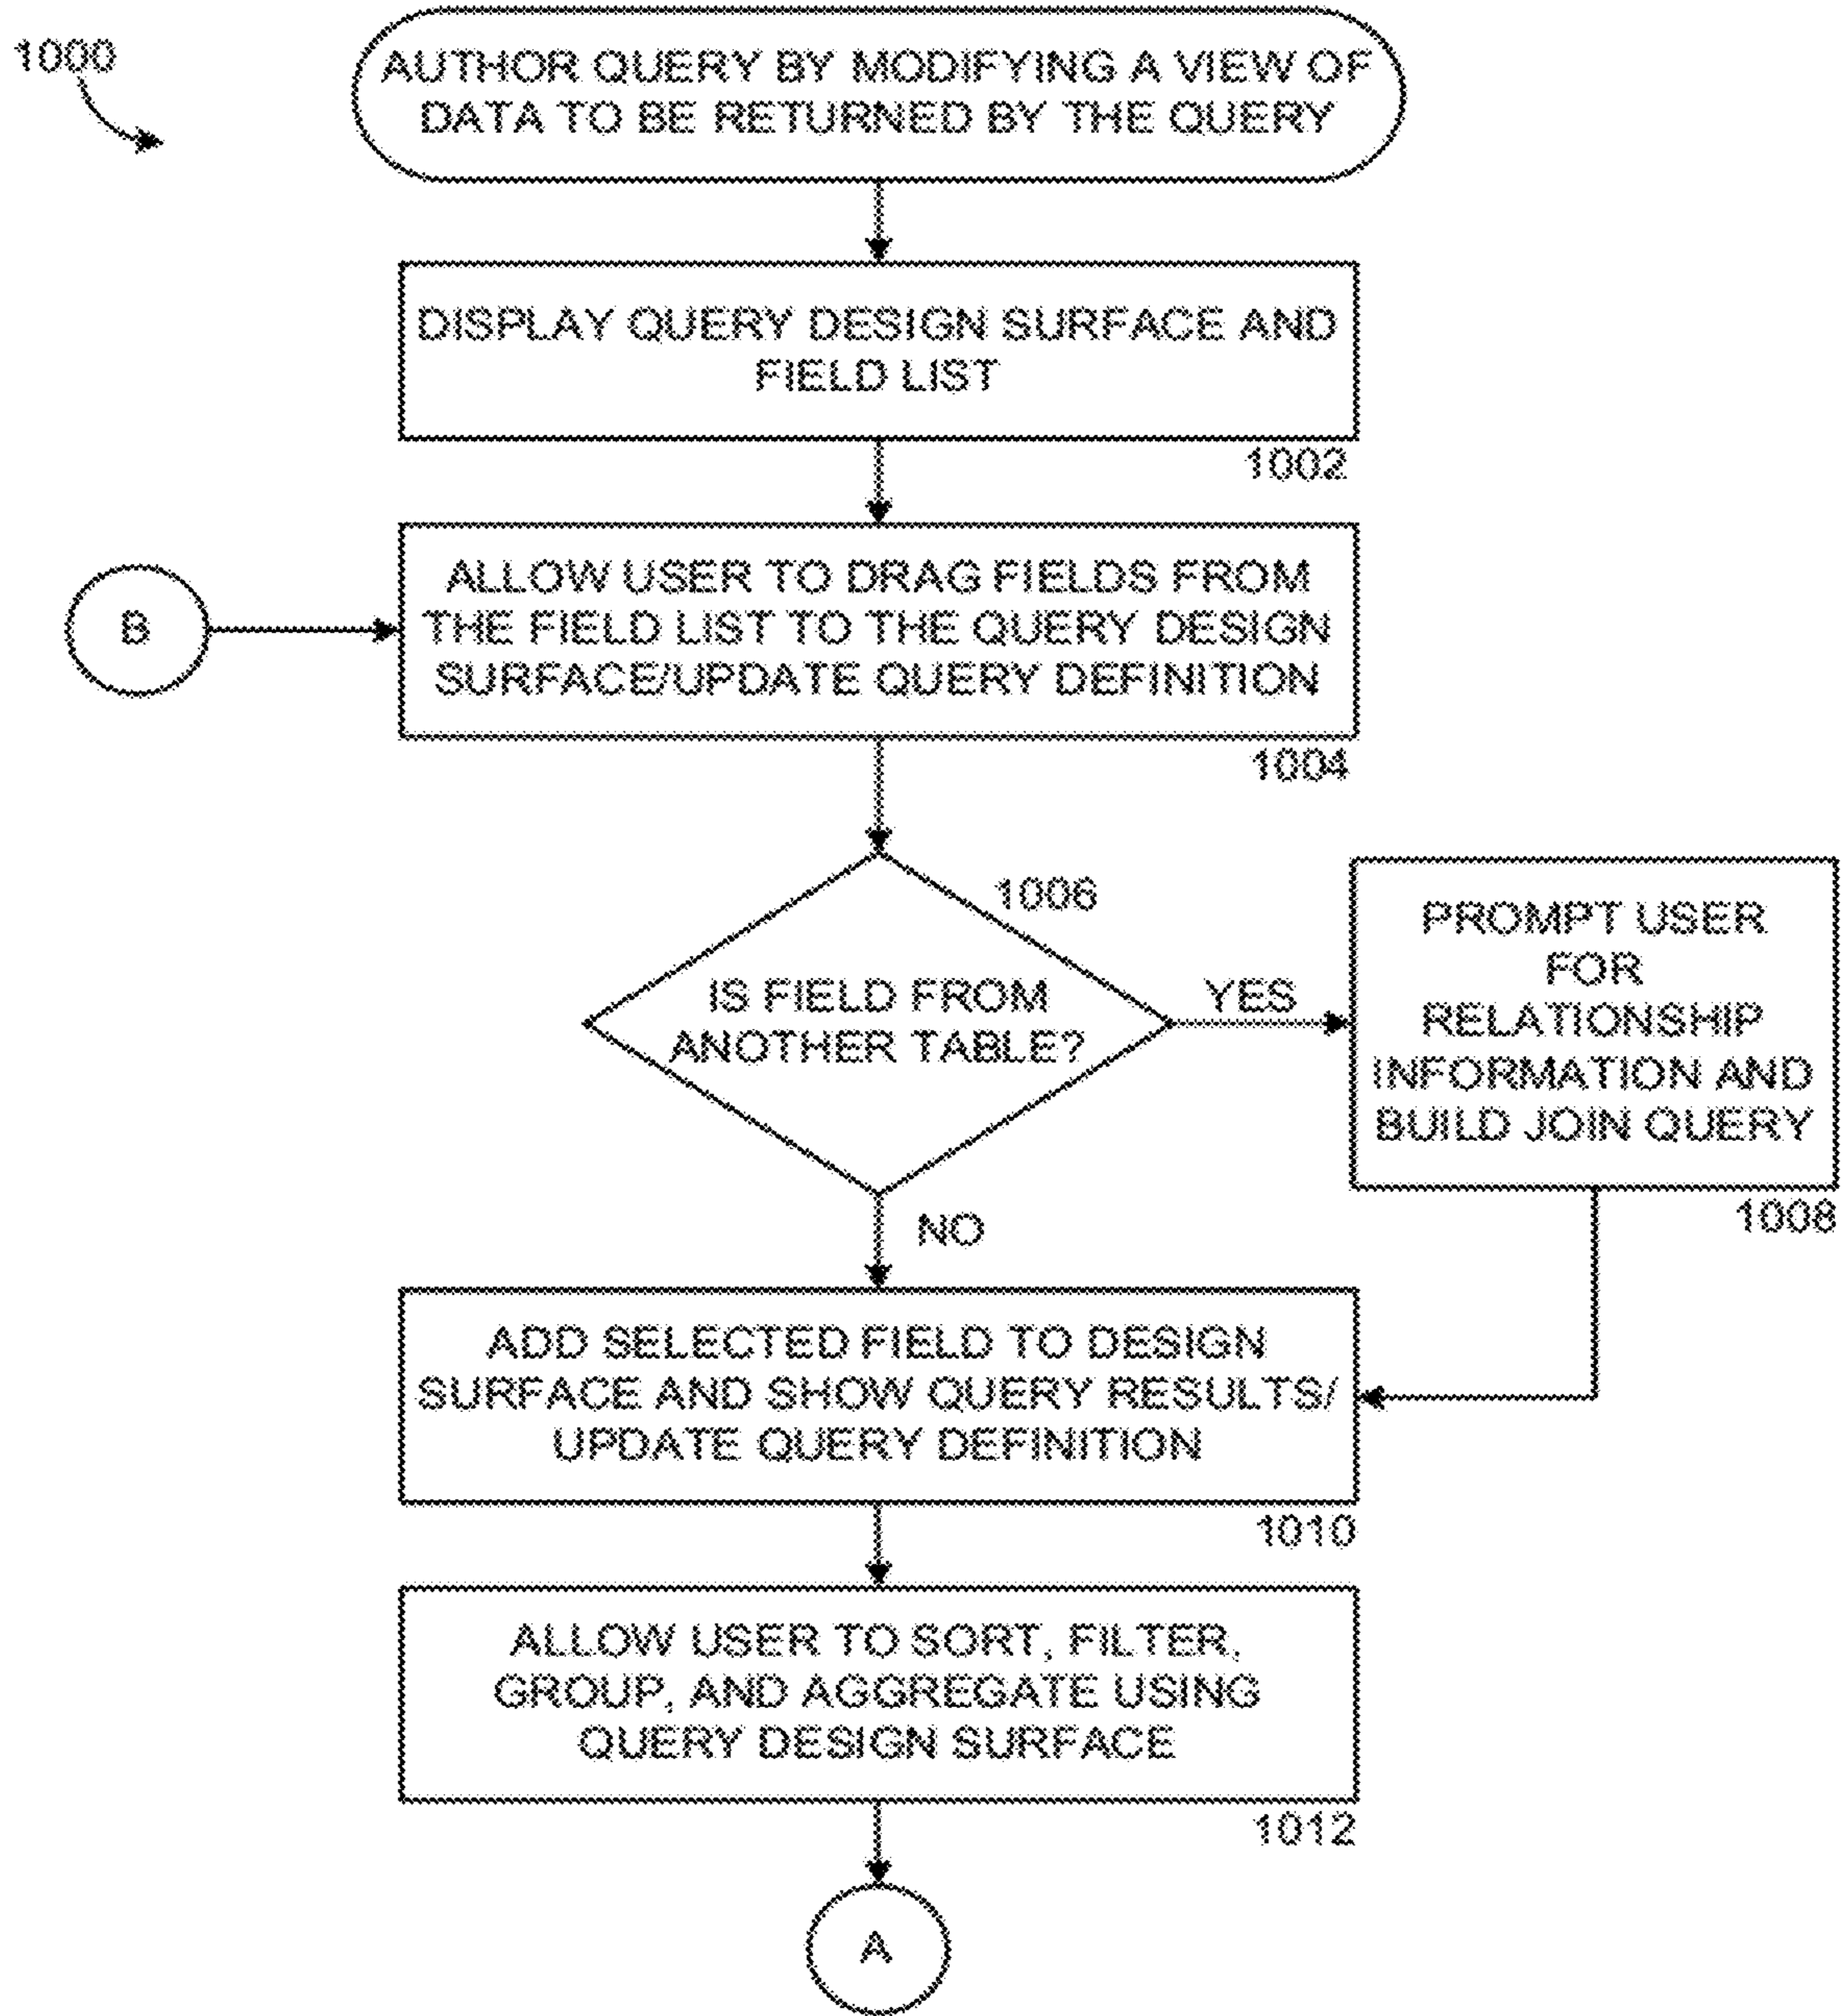 1000
AUTHOR QUERY BY MODIFYING A VIEW OF
DATA TO BE RETURNED BY THE QUERY
DISPLAY QUERY DESIGN SURFACE AND
FIELD LIST
1002
B
ALLOW USER TO DRAG FIELDS FROM
THE FIELD LIST TO THE QUERY DESIGN
SURFACE/UPDATE QUERY DEFINITION
1004
1006
IS FIELD FROM
ANOTHER TABLE?
YES
PROMPT USER
FOR
RELATIONSHIP
INFORMATION AND
BUILD JOIN QUERY
1008
NO
ADD SELECTED FIELD TO DESIGN
SURFACE AND SHOW QUERY RESULTS/
UPDATE QUERY DEFINITION
1010
ALLOW USER TO SORT, FILTER,
GROUP, AND AGGREGATE USING
QUERY DESIGN SURFACE
1012
A